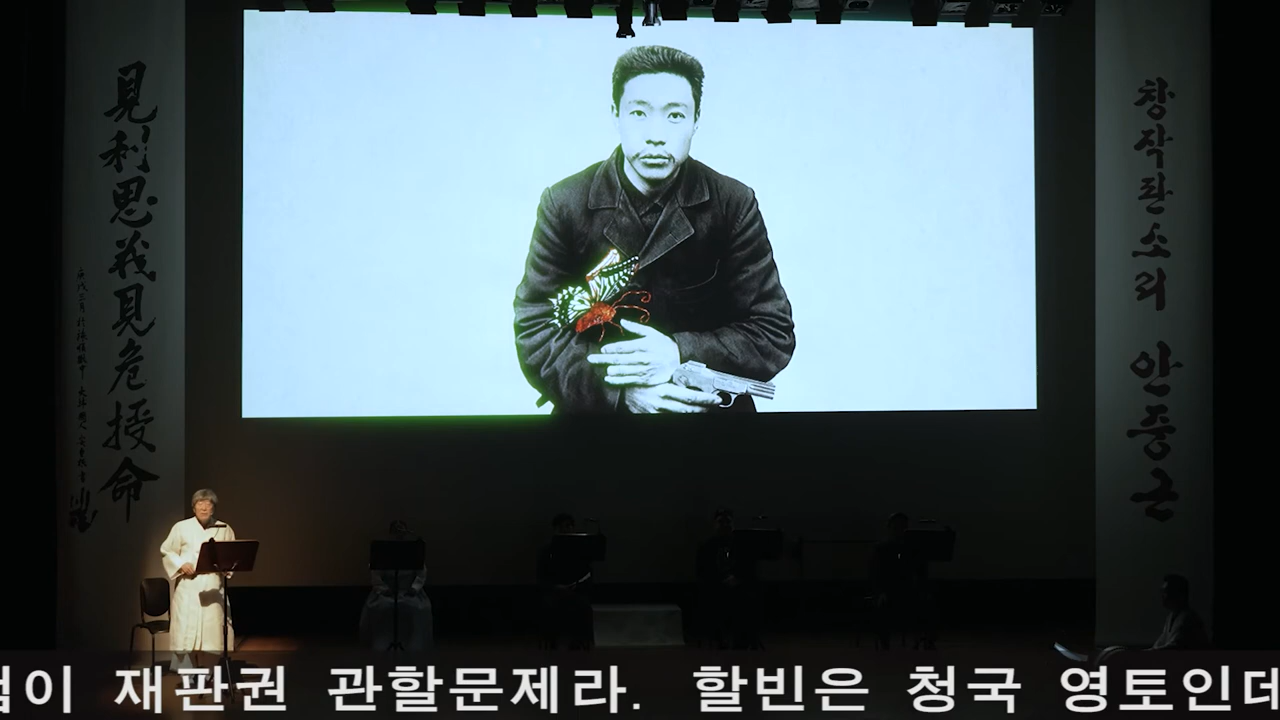 見利思義見危授命
창작판소리 안중근
이 재판권 관할문제라. 할빈은 청국 영토인데